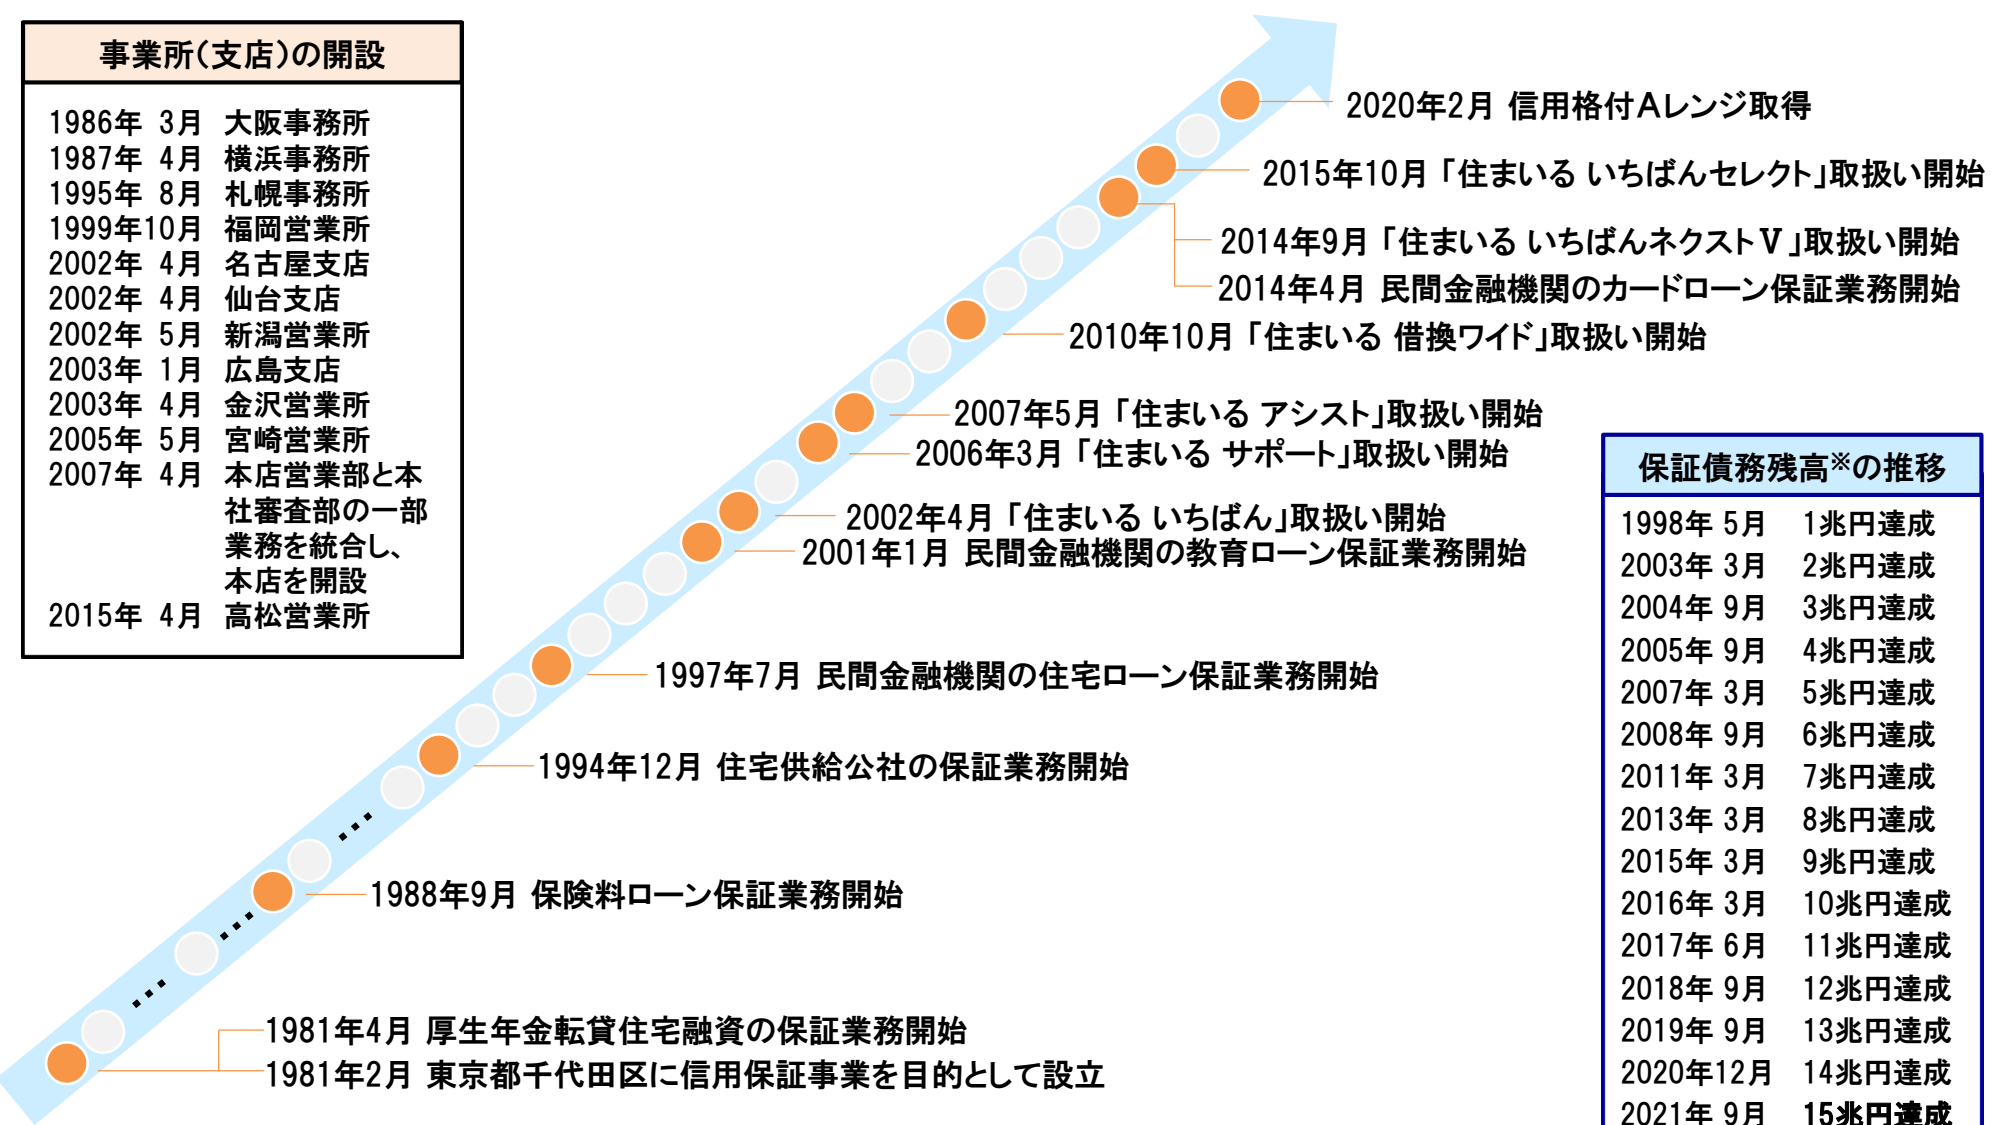 事業所(支店)の開設
1986年 3月 大阪事務所
1987年 4月 横浜事務所
1995年 8月 札幌事務所
1999年10月 福岡営業所
2002年 4月 名古屋支店
2002年 4月 仙台支店
2002年 5月 新潟営業所
2003年 1月 広島支店
2003年 4月 金沢営業所
2005年 5月 宮崎営業所
2007年 4月 本店営業部と本
社審査部の一部
業務を統合し、
本店を開設
2015年 4月 高松営業所
2020年2月 信用格付Aレンジ取得
2015年10月「住まいる いちばんセレクト」取扱い開始
2014年9月「住まいる いちばんネクストⅤ」取扱い開始
2014年4月 民間金融機関のカードローン保証業務開始
2010年10月「住まいる 借換ワイド」取扱い開始
2007年5月「住まいる アシスト」取扱い開始
2006年3月「住まいる サポート」取扱い開始
2002年4月「住まいる いちばん」取扱い開始
2001年1月 民間金融機関の教育ローン保証業務開始
1997年7月 民間金融機関の住宅ローン保証業務開始
1994年12月 住宅供給公社の保証業務開始
1988年9月 保険料ローン保証業務開始
1981年4月 厚生年金転貸住宅融資の保証業務開始
1981年2月 東京都千代田区に信用保証事業を目的として設立
保証債務残高※の推移
1998年 5月 1兆円達成
2003年 3月 2兆円達成
2004年 9月 3兆円達成
2005年 9月 4兆円達成
2007年 3月 5兆円達成
2008年 9月 6兆円達成
2011年 3月 7兆円達成
2013年 3月 8兆円達成
2015年 3月 9兆円達成
2016年 3月 10兆円達成
2017年 6月 11兆円達成
2018年 9月 12兆円達成
2019年 9月 13兆円達成
2020年12月 14兆円達成
2021年 9月 15兆円達成